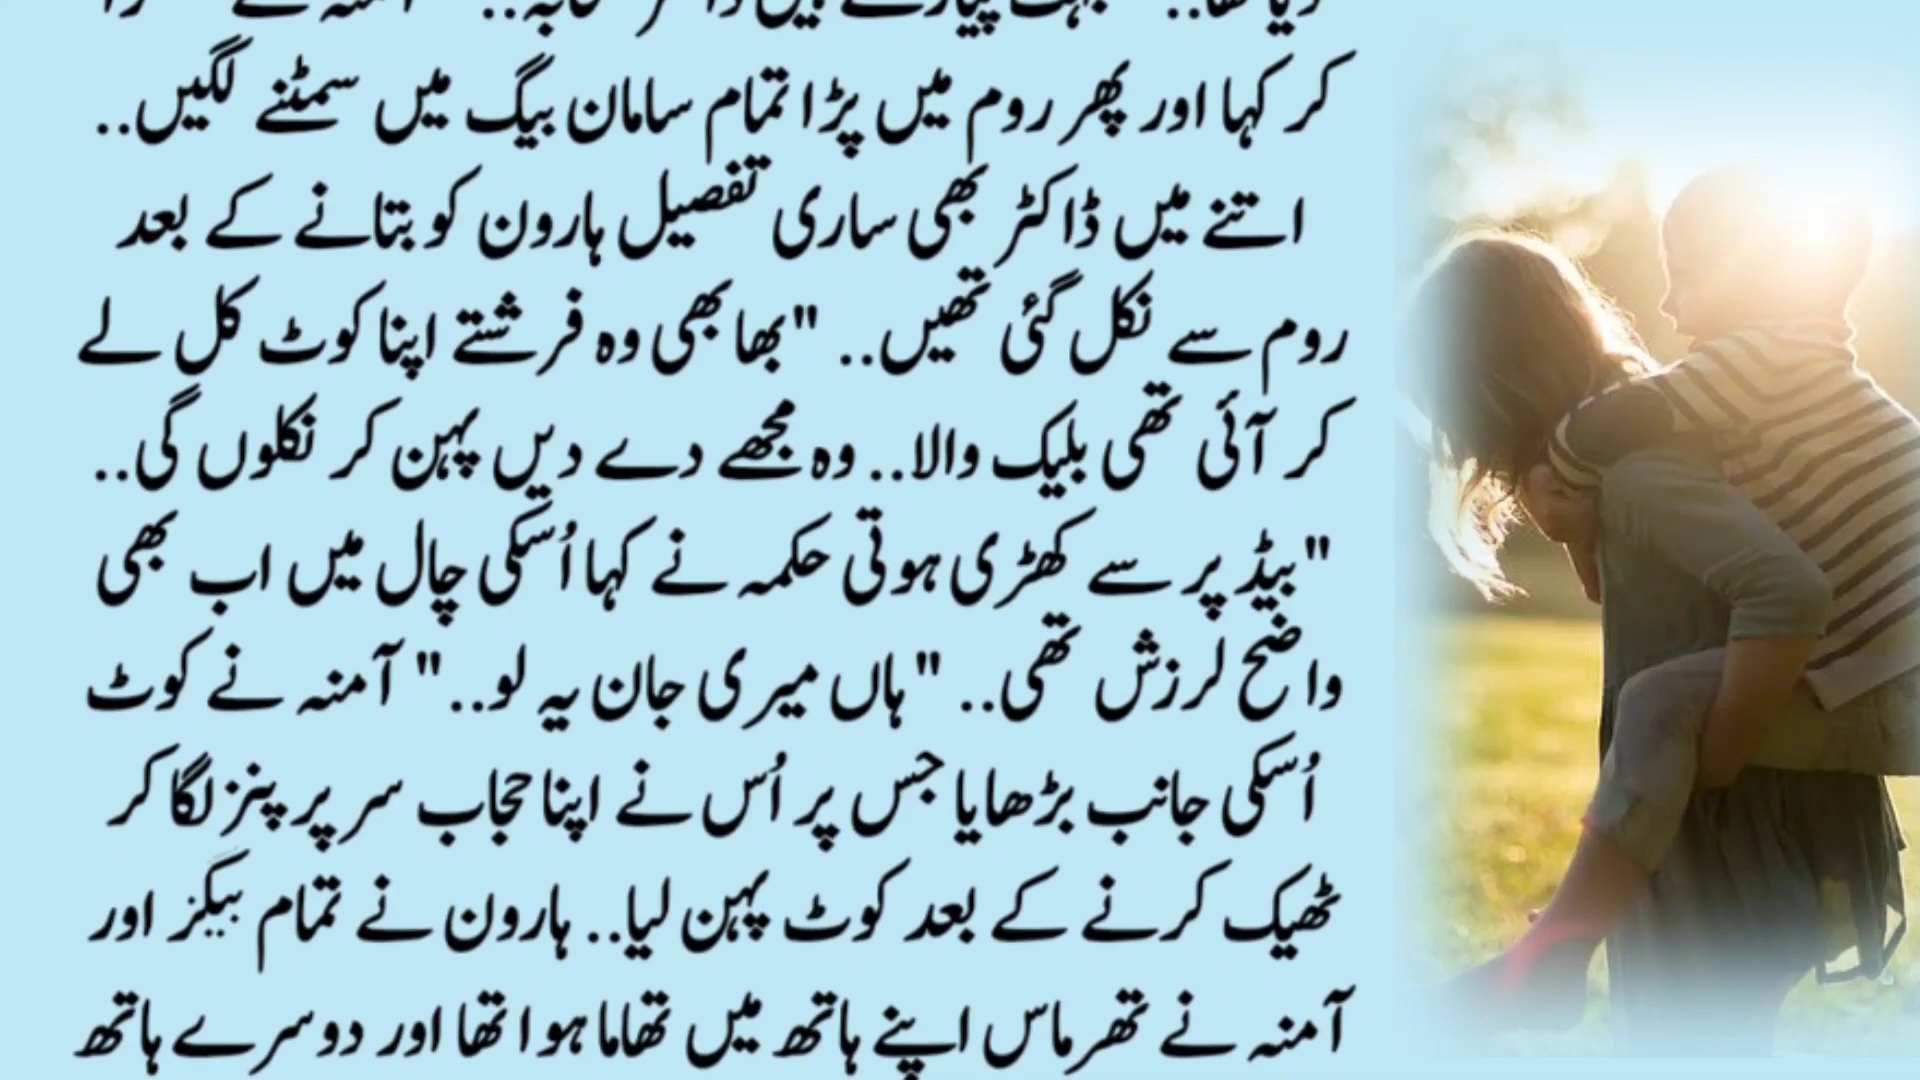 کر کہا اور پھر روم میں پڑا تمام سامان بیگ میں سمٹنے لگیں..
اتنے میں ڈاکٹر بھی ساری تفصیل ہارون کو بتانے کے بعد
روم سے نکل گئی تھیں.. "بھابھی وہ فرشتے اپنا کوٹ کل لے
کر آئی تھی بلیک والا.. وہ مجھے دے دیں پہن کر نکلوں گی..
"بیڈ پر سے کھڑی ہوتی حکمہ نے کہا اُسکی چال میں اب بھی
واضح لرزش تھی.. "ہاں میری جان یہ لو.." آمنہ نے کوٹ
اُسکی جانب بڑھایا جس پر اُس نے اپنا حجاب سر پر پنز لگا کر
ٹھیک کرنے کے بعد کوٹ پہن لیا.. ہارون نے تمام بیگز اور
آمنہ نے تھرماس اپنے ہاتھ میں تھاما ہوا تھا اور دوسرے ہاتھ